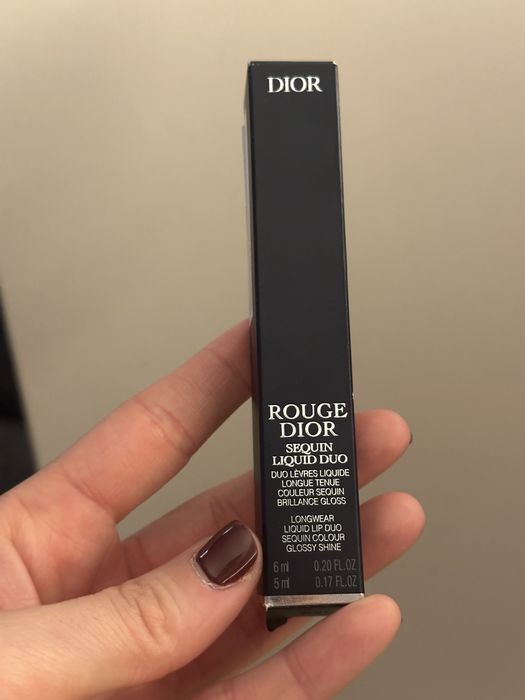 DIOR
ROUGE
DIOR
SEQUIN
LIQUID DUO
DUO LÈVRES LIQUIDE
LONGUE TENUE
COULEUR SEQUIN
BRILLANCE GLOSS
LONGWEAR
LIQUID LIP DUO
SEQUIN COLOUR
GLOSSY SHINE
6 ml 0.20 FL.OZ
5 ml 0.17 FL.OZ